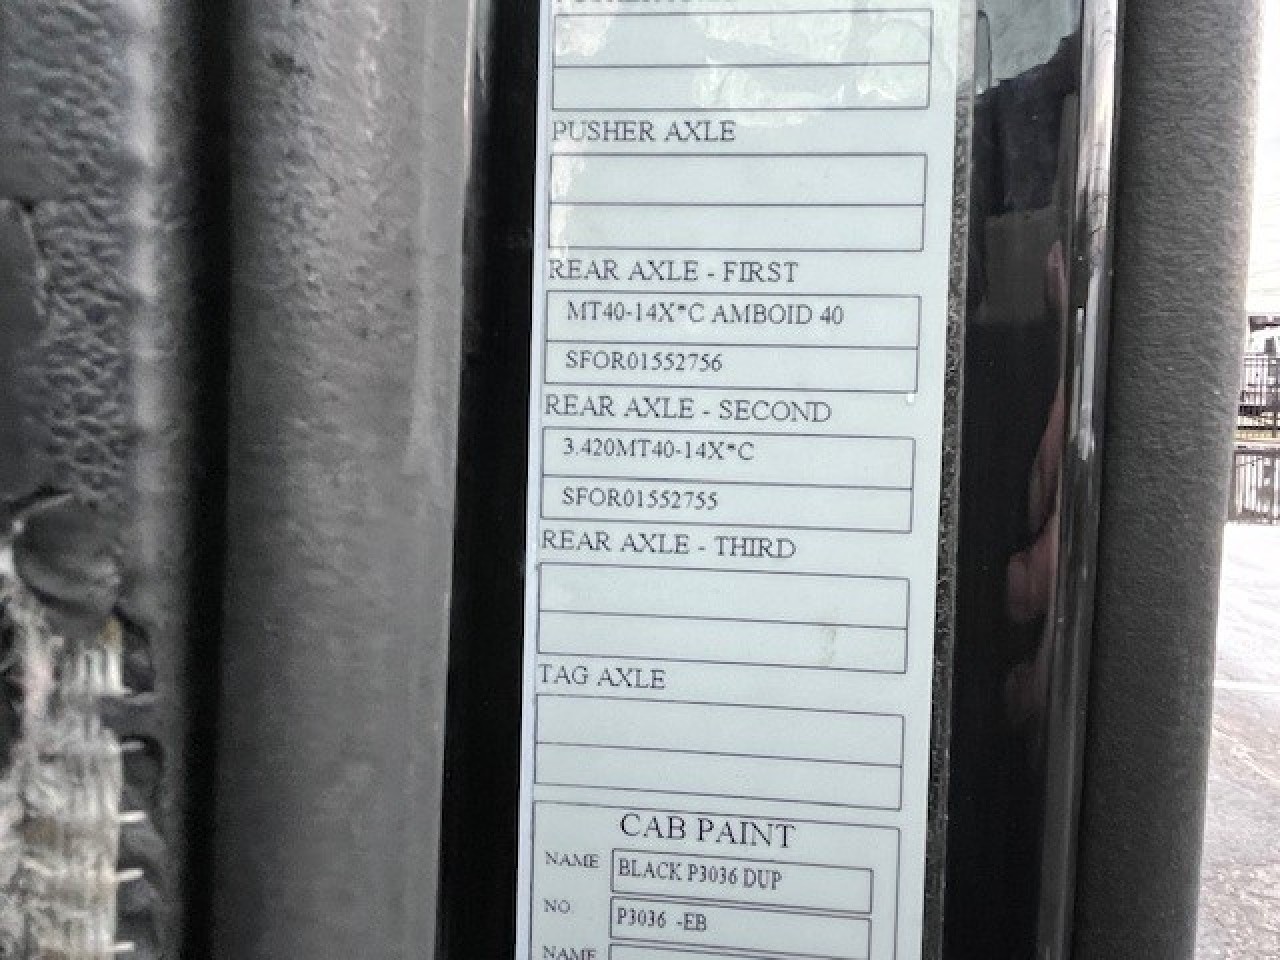 PUSHER AXLE
REAR AXLE - FIRST
MT40-14X*C AMBOID 40
SFOR01552756
REAR AXLE - SECOND
3.420MT40-14X*C
SFOR01552755
REAR AXLE - THIRD
TAG AXLE
CAB PAINT
NAME BLACK P3036 DUP
NO. P3036 -EB
NAME